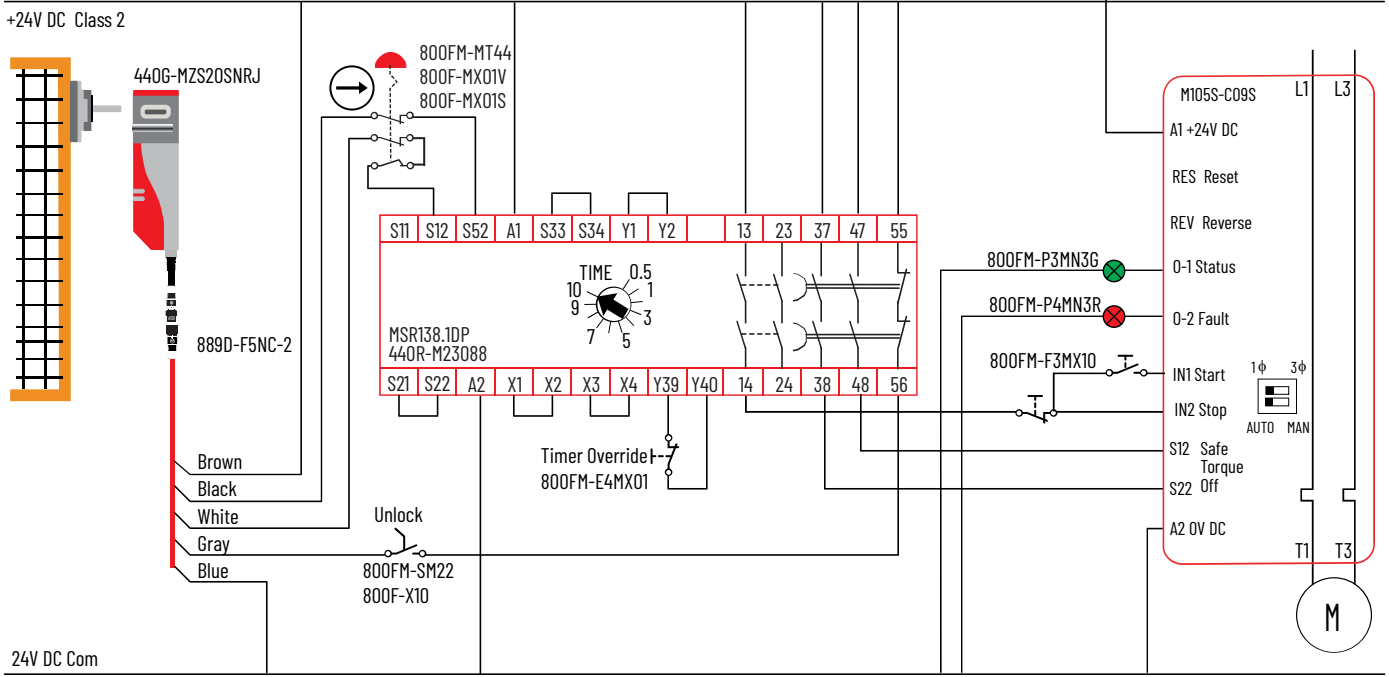 +24V DC Class 2
440G-MZS20SNRJ
800FM-MT44
800F-MX01V
800F-MX01S
889D-F5NC-2
Brown
Black
White
Gray
Blue
Unlock
800FM-SM22
800F-X10
24V DC Com
S11 S12 S52 A1 S33 S34 Y1 Y2 13 23 37 47 55
TIME 0.5
10 1
9 3
7 5
MSR138.1DP
440R-M23088
S21 S22 A2 X1 X2 X3 X4 Y39 Y40 14 24 38 48 56
Timer Override
800FM-E4MX01
800FM-P3MN3G
800FM-P4MN3R
800FM-F3MX10
M105S-C09S
L1 L3
A1 +24V DC
RES Reset
REV Reverse
O-1 Status
O-2 Fault
IN1 Start
IN2 Stop
1ϕ 3ϕ
AUTO MAN
S12 Safe
Torque
S22 Off
A2 0V DC
T1 T3
M